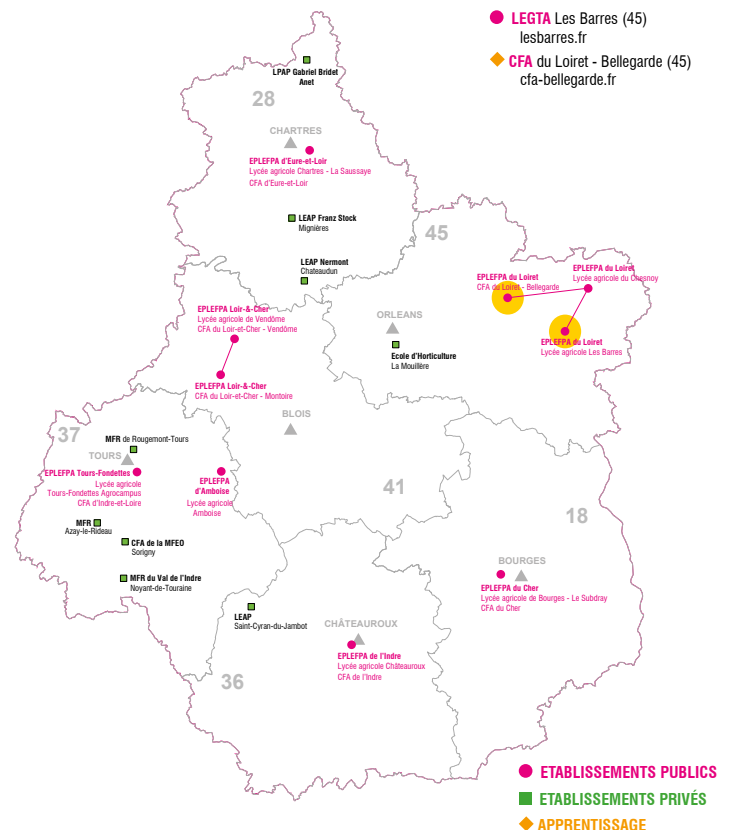 LEGTA Les Barres (45)
lesbarres.fr
CFA du Loiret - Bellegarde (45)
cfa-bellegarde.fr
LPAP Gabriel Bridet
Anet
28
CHARTRES
EPLEFPA d'Eure-et-Loir
Lycée agricole Chartres - La Saussaye
CFA d'Eure-et-Loir
LEAP Franz Stock
Mignières
45
LEAP Nermont
Chateaudun
EPLEFPA du Loiret
CFA du Loiret - Bellegarde
EPLEFPA du Loiret
Lycée agricole du Chesnoy
EPLEFPA Loir-&-Cher
Lycée agricole de Vendôme
CFA du Loir-et-Cher - Vendôme
ORLEANS
EPLEFPA du Loiret
Lycée agricole Les Barres
Ecole d'Horticulture
La Mouillère
EPLEFPA Loir-&-Cher
CFA du Loir-et-Cher - Montoire
BLOIS
37
MFR de Rougemont-Tours
TOURS
EPLEFPA Tours-Fondettes
Lycée agricole
Tours-Fondettes Agrocampus
CFA d'Indre-et-Loire
EPLEFPA
d'Amboise
Lycée agricole
Amboise
41
18
MFR
Azay-le-Rideau
CFA de la MFEO
Sorigny
MFR du Val de l'Indre
Noyant-de-Touraine
BOURGES
EPLEFPA du Cher
Lycée agricole de Bourges - Le Subdray
CFA du Cher
LEAP
Saint-Cyran-du-Jambot
CHÂTEAUROUX
EPLEFPA de l'Indre
Lycée agricole Châteauroux
CFA de l'Indre
36
ETABLISSEMENTS PUBLICS
ETABLISSEMENTS PRIVÉS
APPRENTISSAGE